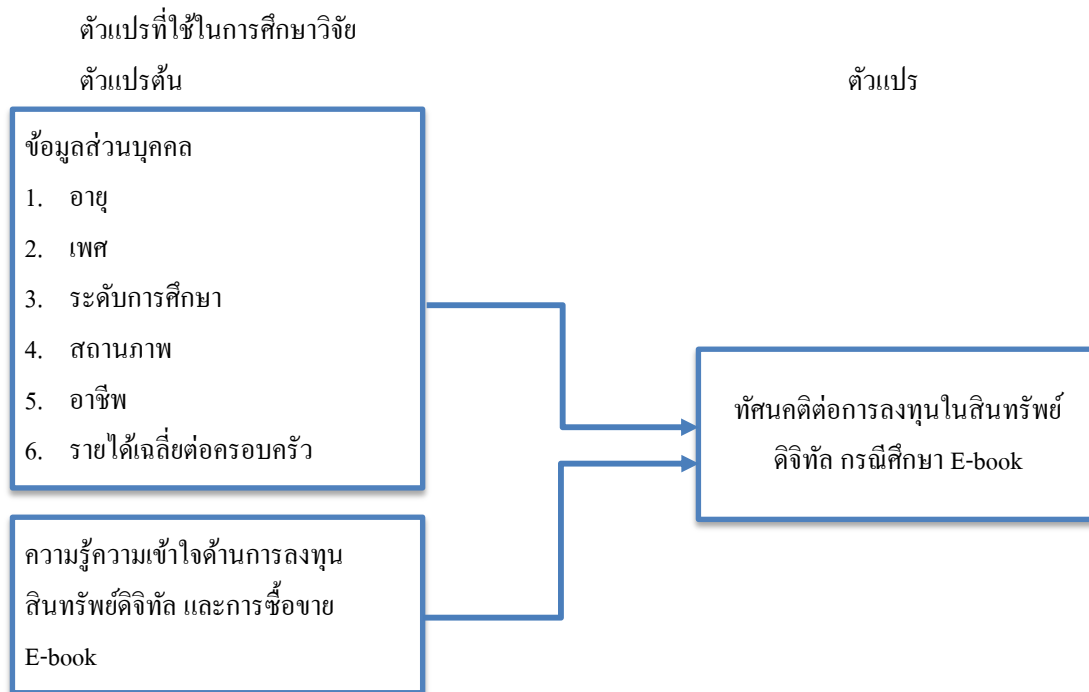 ตัวแปรที่ใช้ในการศึกษาวิจัย
ตัวแปรต้น
ตัวแปร
ข้อมูลส่วนบุคคล
1. อายุ
2. เพศ
3. ระดับการศึกษา
4. สถานภาพ
5. อาชีพ
6. รายได้เฉลี่ยต่อครอบครัว
ทัศนคติต่อการลงทุนในสินทรัพย์
ดิจิทัล กรณีศึกษา E-book
ความรู้ความเข้าใจด้านการลงทุน
สินทรัพย์ดิจิทัล และการซื้อขาย
E-book